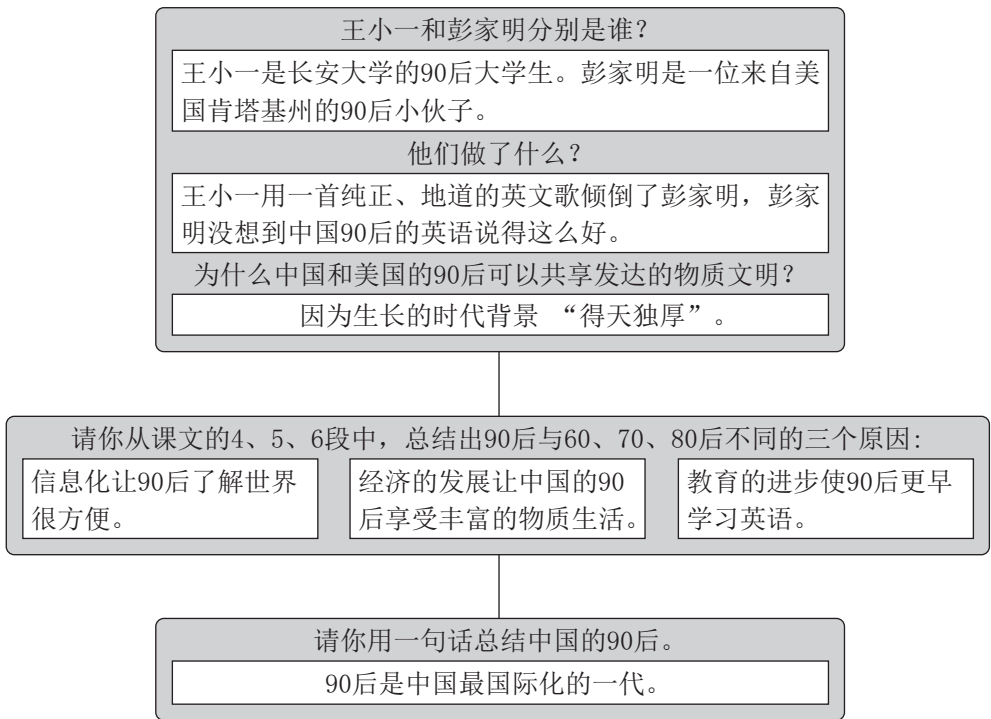 王小一和彭家明分别是谁？
王小一是长安大学的90后大学生。彭家明是一位来自美
国肯塔基州的90后小伙子。
他们做了什么？
王小一用一首纯正、地道的英文歌倾倒了彭家明，彭家
明没想到中国90后的英语说得这么好。
为什么中国和美国的90后可以共享发达的物质文明？
因为生长的时代背景 “得天独厚”。
请你从课文的4、5、6段中，总结出90后与60、70、80后不同的三个原因:
信息化让90后了解世界
很方便。
经济的发展让中国的90
后享受丰富的物质生活。
教育的进步使90后更早
学习英语。
请你用一句话总结中国的90后。
90后是中国最国际化的一代。